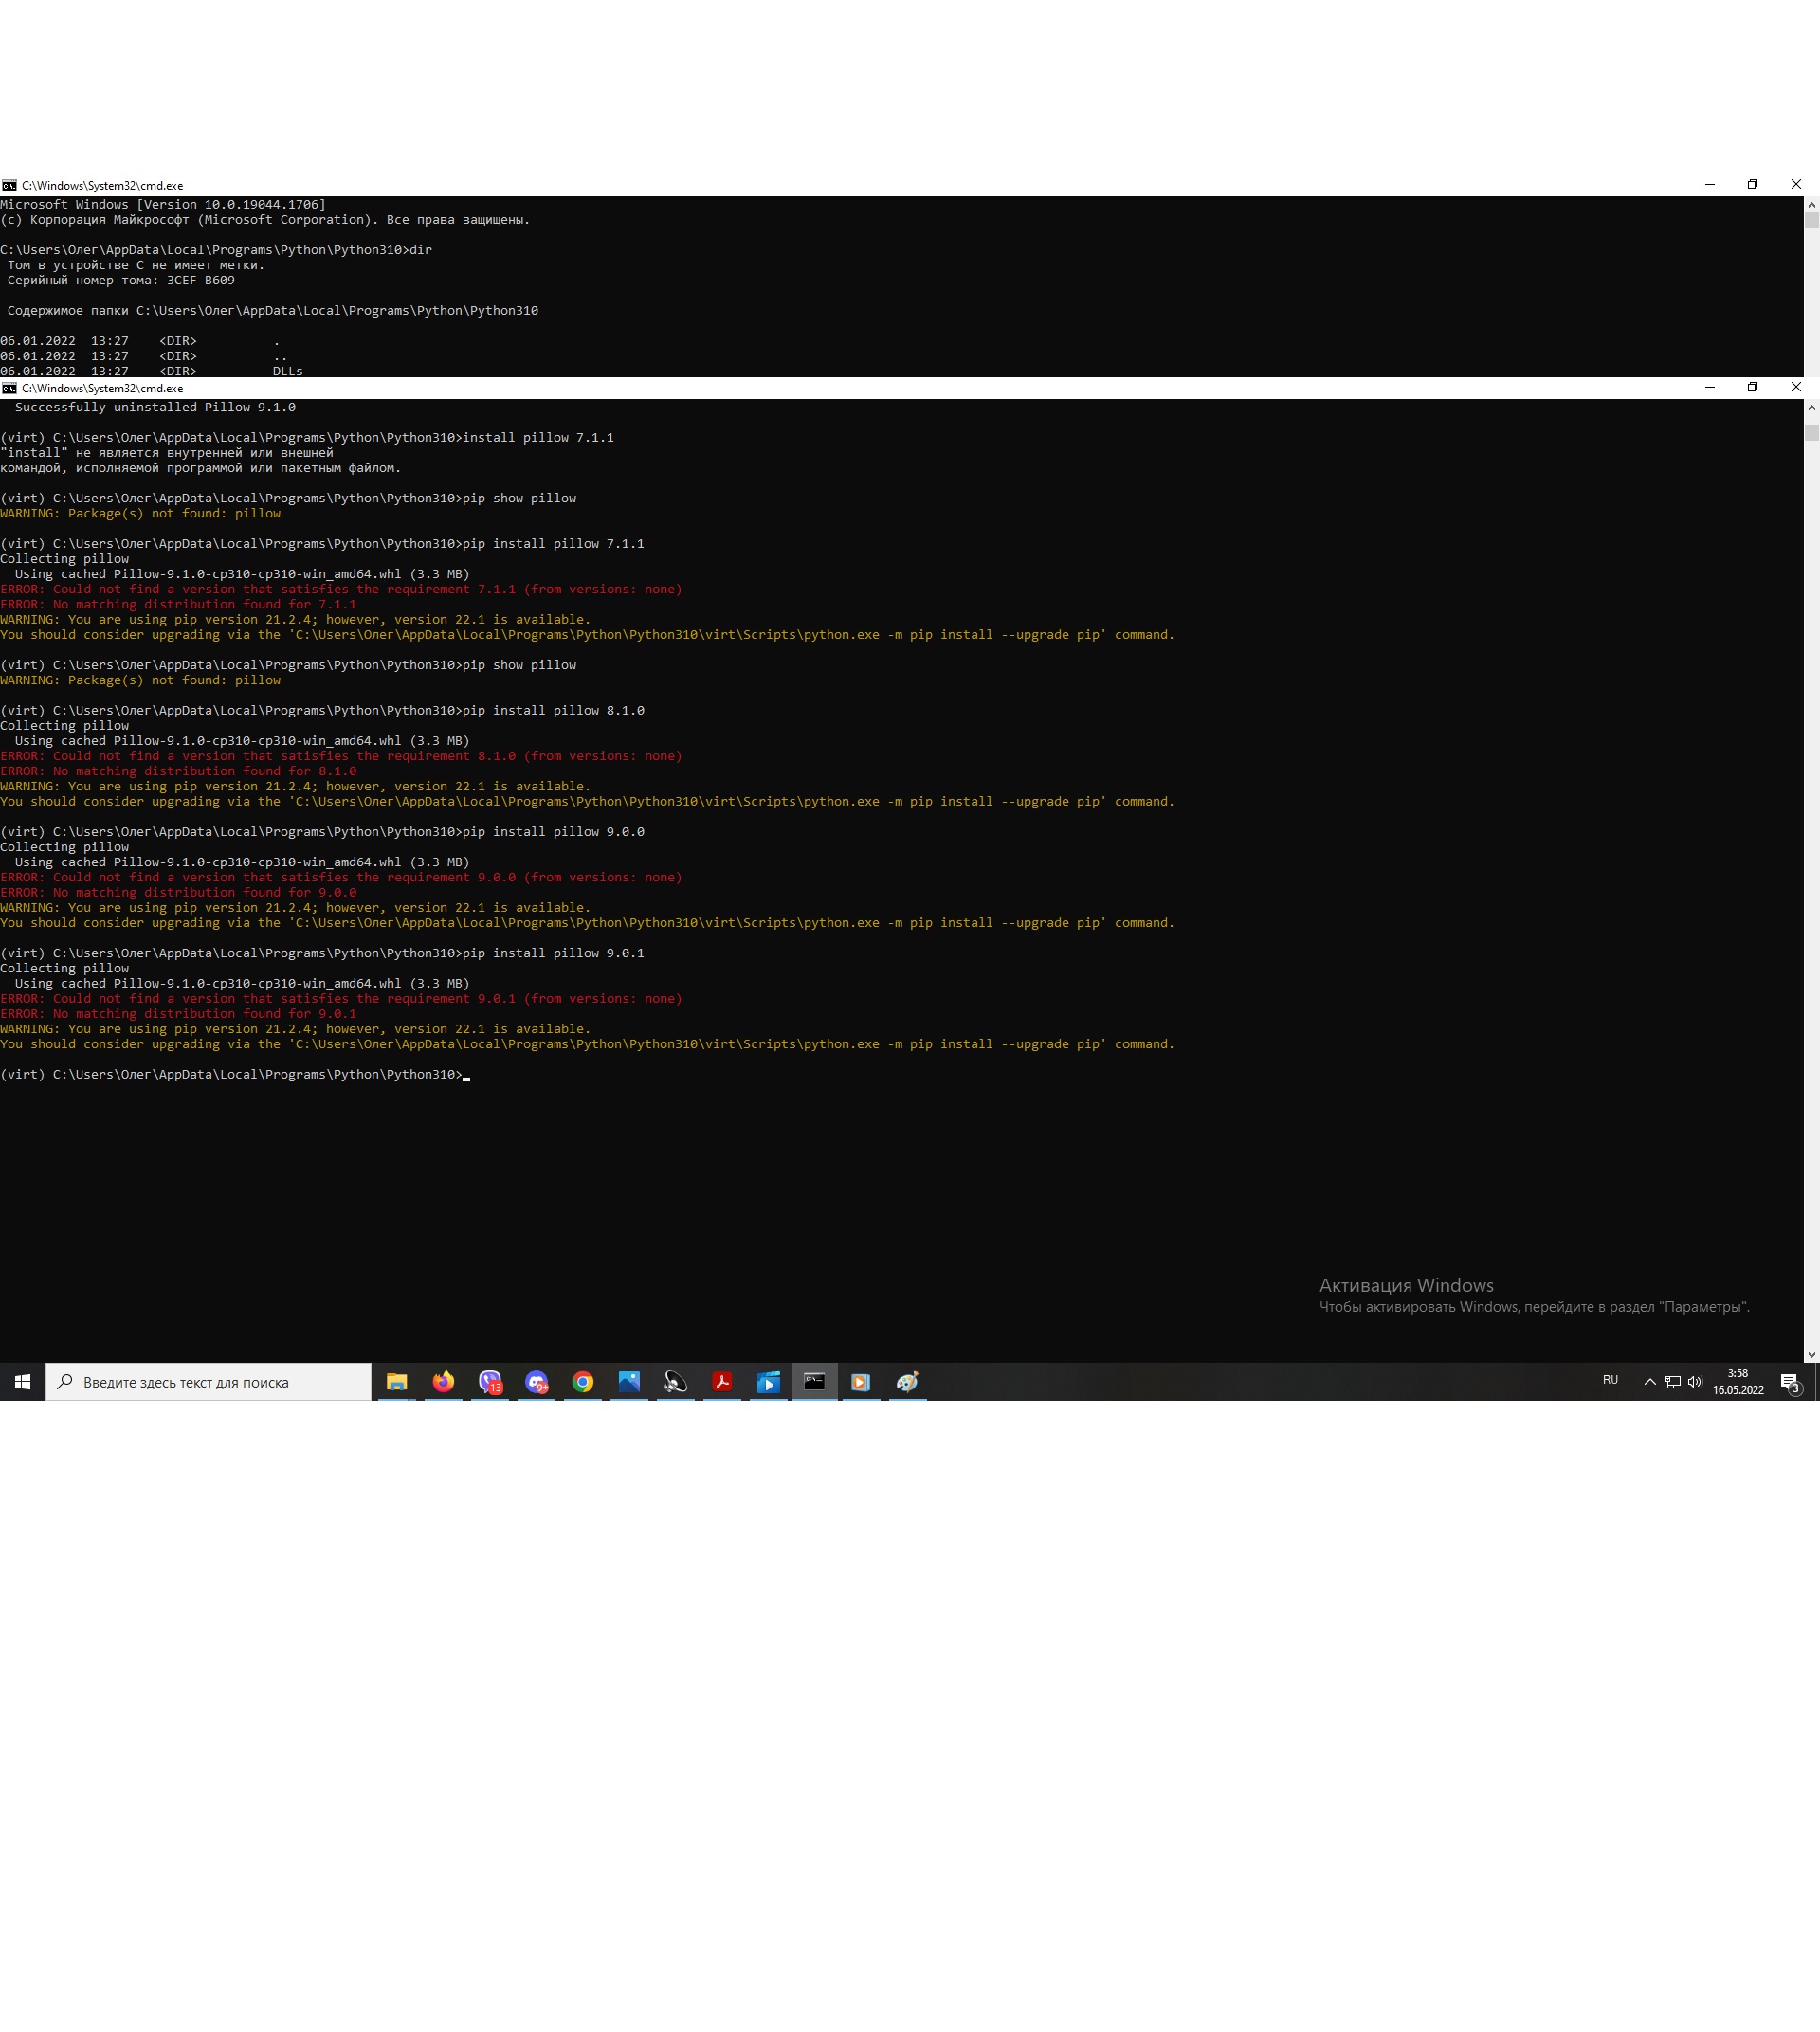 C:\Windows\System32\cmd.exe
Microsoft Windows [Version 10.0.19044.1706]
(c) Корпорация Майкрософт (Microsoft Corporation). Все права защищены.
C:\Users\Олег\AppData\Local\Programs\Python\Python310>dir
Том в устройстве C не имеет метки.
Серийный номер тома: 3CEF-B609
Содержимое папки C:\Users\Олег\AppData\Local\Programs\Python\Python310
06.01.2022  13:27    <DIR>          .
06.01.2022  13:27    <DIR>          ..
06.01.2022  13:27    <DIR>          DLLs
C:\Windows\System32\cmd.exe
Successfully uninstalled Pillow-9.1.0
(virt) C:\Users\Олег\AppData\Local\Programs\Python\Python310>install pillow 7.1.1
"install" не является внутренней или внешней
командой, исполняемой программой или пакетным файлом.
(virt) C:\Users\Олег\AppData\Local\Programs\Python\Python310>pip show pillow
WARNING: Package(s) not found: pillow
(virt) C:\Users\Олег\AppData\Local\Programs\Python\Python310>pip install pillow 7.1.1
Collecting pillow
Using cached Pillow-9.1.0-cp310-cp310-win_amd64.whl (3.3 MB)
ERROR: Could not find a version that satisfies the requirement 7.1.1 (from versions: none)
ERROR: No matching distribution found for 7.1.1
WARNING: You are using pip version 21.2.4; however, version 22.1 is available.
You should consider upgrading via the 'C:\Users\Олег\AppData\Local\Programs\Python\Python310\virt\Scripts\python.exe -m pip install --upgrade pip' command.
(virt) C:\Users\Олег\AppData\Local\Programs\Python\Python310>pip show pillow
WARNING: Package(s) not found: pillow
(virt) C:\Users\Олег\AppData\Local\Programs\Python\Python310>pip install pillow 8.1.0
Collecting pillow
Using cached Pillow-9.1.0-cp310-cp310-win_amd64.whl (3.3 MB)
ERROR: Could not find a version that satisfies the requirement 8.1.0 (from versions: none)
ERROR: No matching distribution found for 8.1.0
WARNING: You are using pip version 21.2.4; however, version 22.1 is available.
You should consider upgrading via the 'C:\Users\Олег\AppData\Local\Programs\Python\Python310\virt\Scripts\python.exe -m pip install --upgrade pip' command.
(virt) C:\Users\Олег\AppData\Local\Programs\Python\Python310>pip install pillow 9.0.0
Collecting pillow
Using cached Pillow-9.1.0-cp310-cp310-win_amd64.whl (3.3 MB)
ERROR: Could not find a version that satisfies the requirement 9.0.0 (from versions: none)
ERROR: No matching distribution found for 9.0.0
WARNING: You are using pip version 21.2.4; however, version 22.1 is available.
You should consider upgrading via the 'C:\Users\Олег\AppData\Local\Programs\Python\Python310\virt\Scripts\python.exe -m pip install --upgrade pip' command.
(virt) C:\Users\Олег\AppData\Local\Programs\Python\Python310>pip install pillow 9.0.1
Collecting pillow
Using cached Pillow-9.1.0-cp310-cp310-win_amd64.whl (3.3 MB)
ERROR: Could not find a version that satisfies the requirement 9.0.1 (from versions: none)
ERROR: No matching distribution found for 9.0.1
WARNING: You are using pip version 21.2.4; however, version 22.1 is available.
You should consider upgrading via the 'C:\Users\Олег\AppData\Local\Programs\Python\Python310\virt\Scripts\python.exe -m pip install --upgrade pip' command.
(virt) C:\Users\Олег\AppData\Local\Programs\Python\Python310>
Активация Windows
Чтобы активировать Windows, перейдите в раздел "Параметры".
Введите здесь текст для поиска
13
9+
RU
3:58
16.05.2022
3